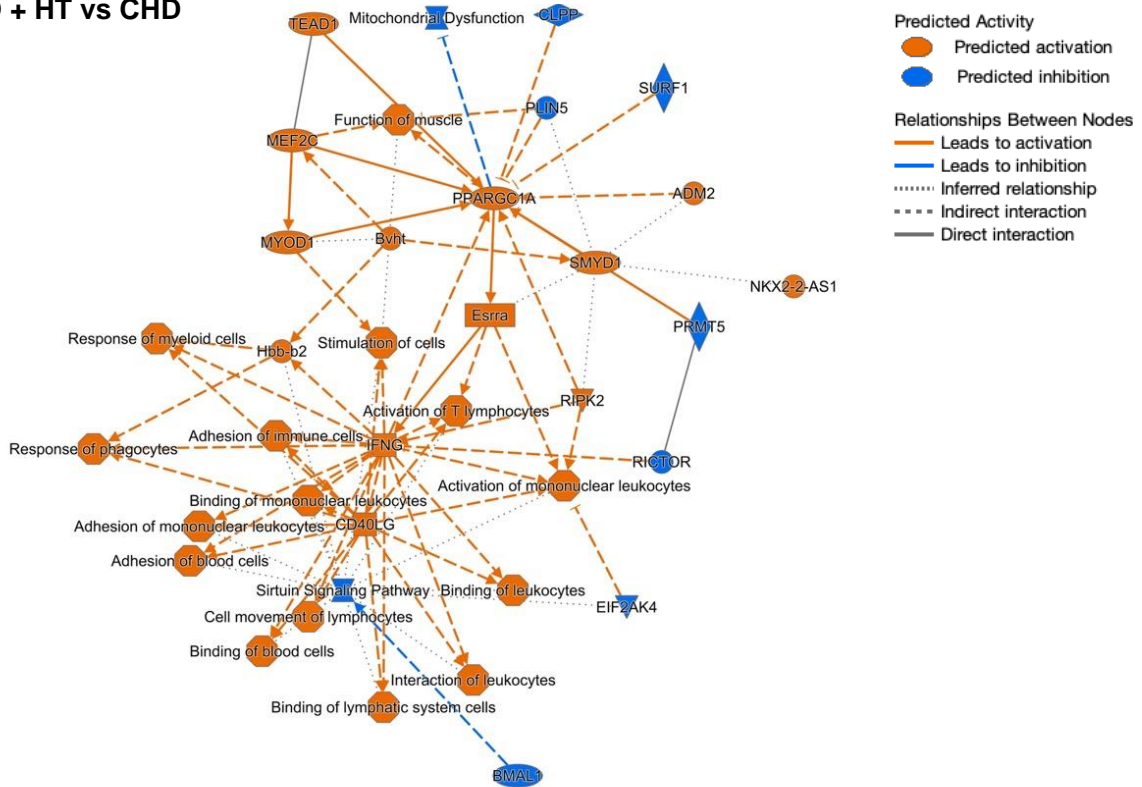 + HT vs CHD
TEAD1
Mitochondrial Dysfunction
CLPP
Predicted Activity
Predicted activation
Predicted inhibition
SURF1
PLIN5
Function of muscle
MEF2C
Relationships Between Nodes
Leads to activation
Leads to inhibition
Inferred relationship
Indirect interaction
Direct interaction
PPARGC1A
ADM2
MYOD1
Bvht
SMYD1
NKX2-2-AS1
Esrra
PRMT5
Response of myeloid cells
Hbb-b2
Stimulation of cells
RIPK2
Activation of T lymphocytes
Adhesion of immune cells
IFNG
Response of phagocytes
RICTOR
Activation of mononuclear leukocytes
Binding of mononuclear leukocytes
Adhesion of mononuclear leukocytes
CD40LG
Adhesion of blood cells
Sirtuin Signaling Pathway
Binding of leukocytes
EIF2AK4
Cell movement of lymphocytes
Binding of blood cells
Interaction of leukocytes
Binding of lymphatic system cells
BMAL1